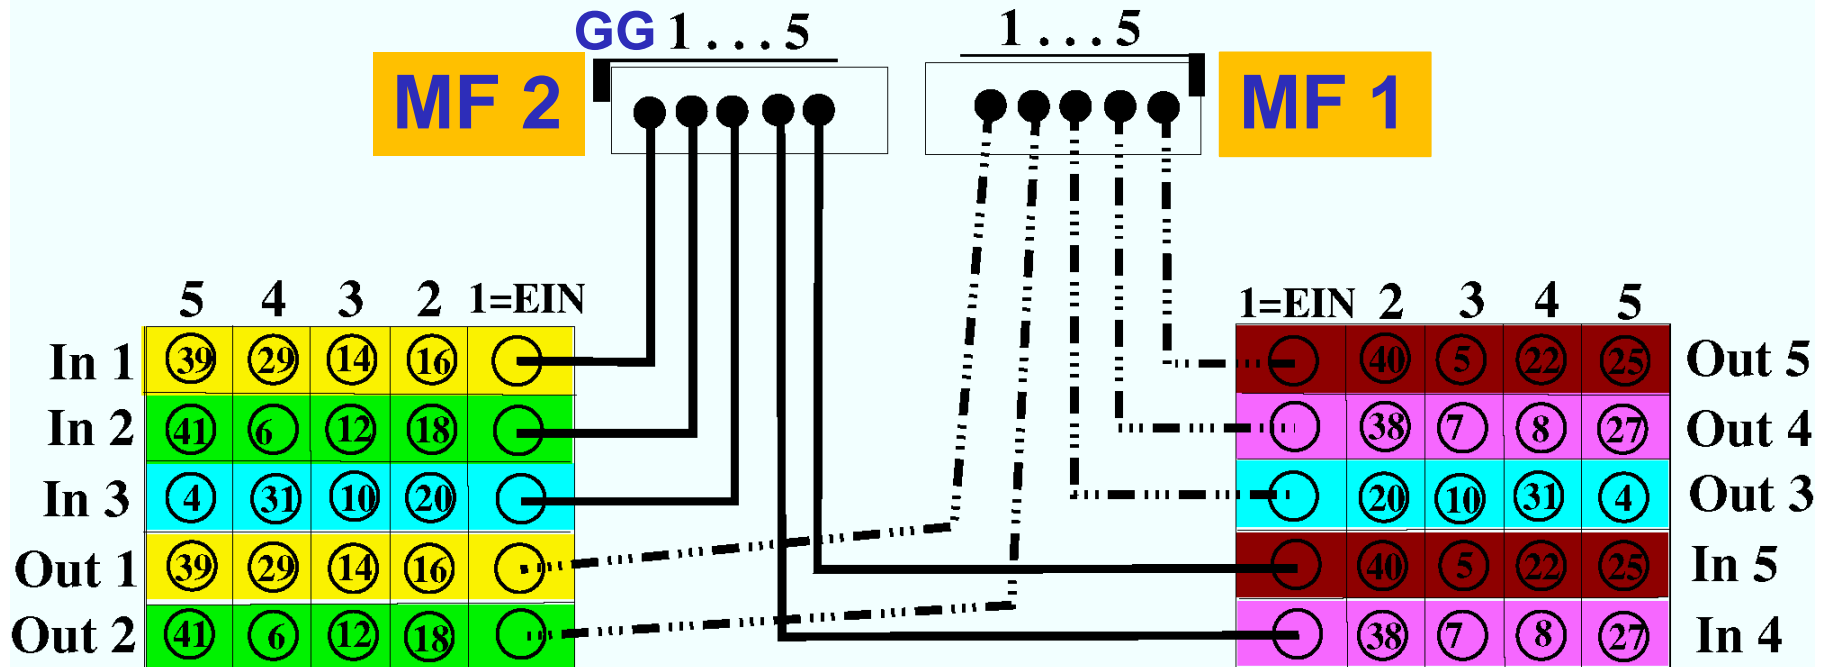 GG 1 . . . 5
1 . . . 5
MF 2
MF 1
5 4 3 2 1=EIN
1=EIN 2 3 4 5
In 1 39 29 14 16
40 5 22 25 Out 5
In 2 41 6 12 18
38 7 8 27 Out 4
In 3 4 31 10 20
20 10 31 4 Out 3
Out 1 39 29 14 16
40 5 22 25 In 5
Out 2 41 6 12 18
38 7 8 27 In 4